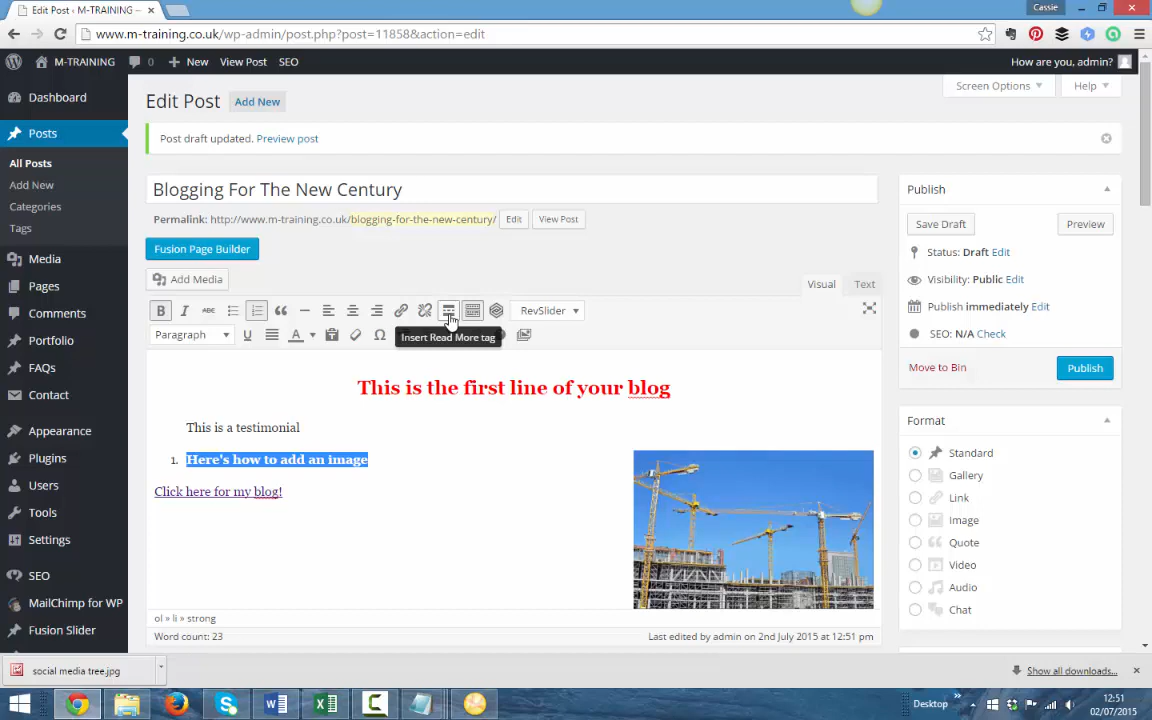 Edit Post ‹ M-TRAINING –
Cassie
www.m-training.co.uk/wp-admin/post.php?post=11858&action=edit
M-TRAINING
0
New
View Post
SEO
How are you, admin?
Dashboard
Posts
All Posts
Add New
Categories
Tags
Media
Pages
Comments
Portfolio
FAQs
Contact
Appearance
Plugins
Users
Tools
Settings
SEO
MailChimp for WP
Fusion Slider
Edit Post
Add New
Screen Options
Help
Post draft updated. Preview post
Blogging For The New Century
Permalink: http://www.m-training.co.uk/blogging-for-the-new-century/
Edit
View Post
Fusion Page Builder
Add Media
Visual
Text
B I ABC
RevSlider
Paragraph
U
A
Ω
Insert Read More tag
This is the first line of your blog
This is a testimonial
1. Here's how to add an image
Click here for my blog!
ol » li » strong
Word count: 23
Last edited by admin on 2nd July 2015 at 12:51 pm
Publish
Save Draft
Preview
Status: Draft Edit
Visibility: Public Edit
Publish immediately Edit
SEO: N/A Check
Move to Bin
Publish
Format
Standard
Gallery
Link
Image
Quote
Video
Audio
Chat
social media tree.jpg
Show all downloads...
Desktop
12:51
02/07/2015